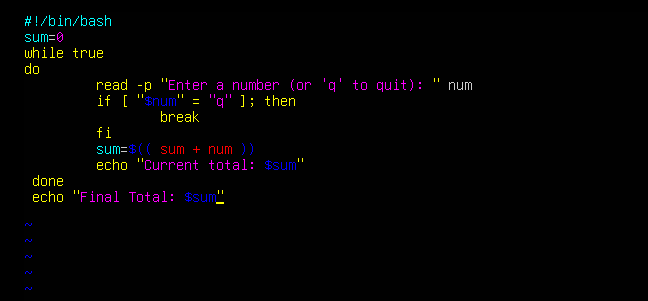 #!/bin/bash
sum=0
while true
do
read -p "Enter a number (or 'q' to quit): " num
if [ "$num" = "q" ]; then
break
fi
sum=$(( sum + num ))
echo "Current total: $sum"
done
echo "Final Total: $sum"
~
~
~
~
~